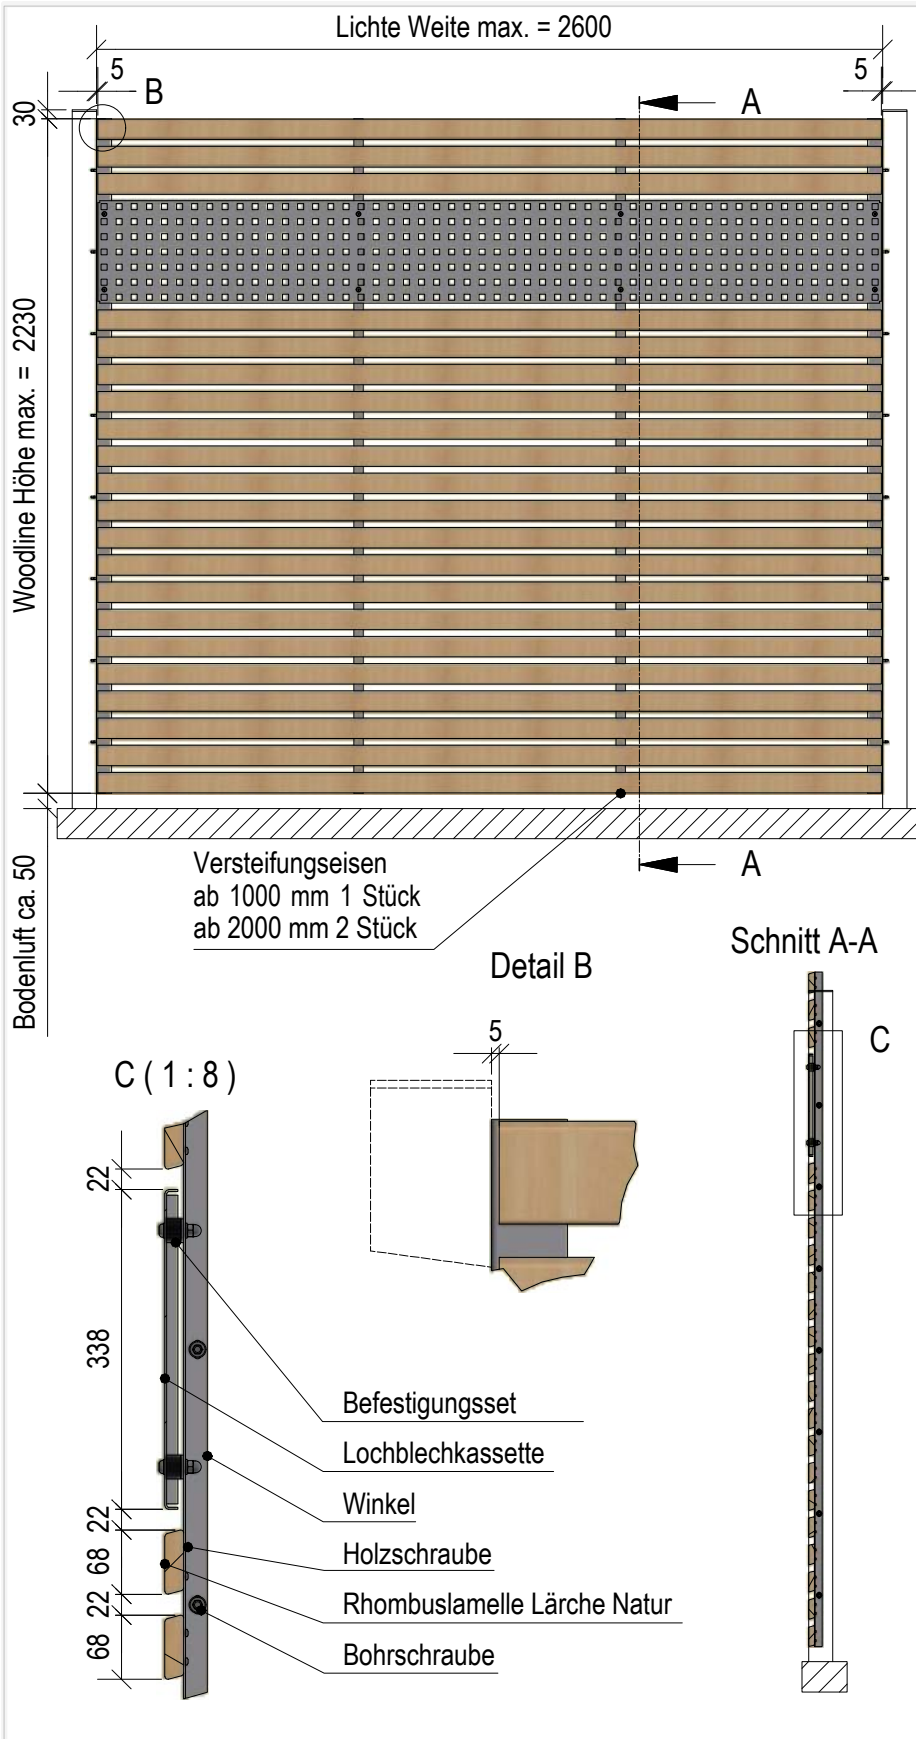 Lichte Weite max. = 2600
5
5
B
A
30
Woodline Höhe max. = 2230
Bodenluft ca. 50
Versteifungseisen
ab 1000 mm 1 Stück
ab 2000 mm 2 Stück
A
Detail B
5
Schnitt A-A
C
C ( 1 : 8 )
22
338
22
68
22
68
Befestigungsset
Lochblechkassette
Winkel
Holzschraube
Rhombuslamelle Lärche Natur
Bohrschraube